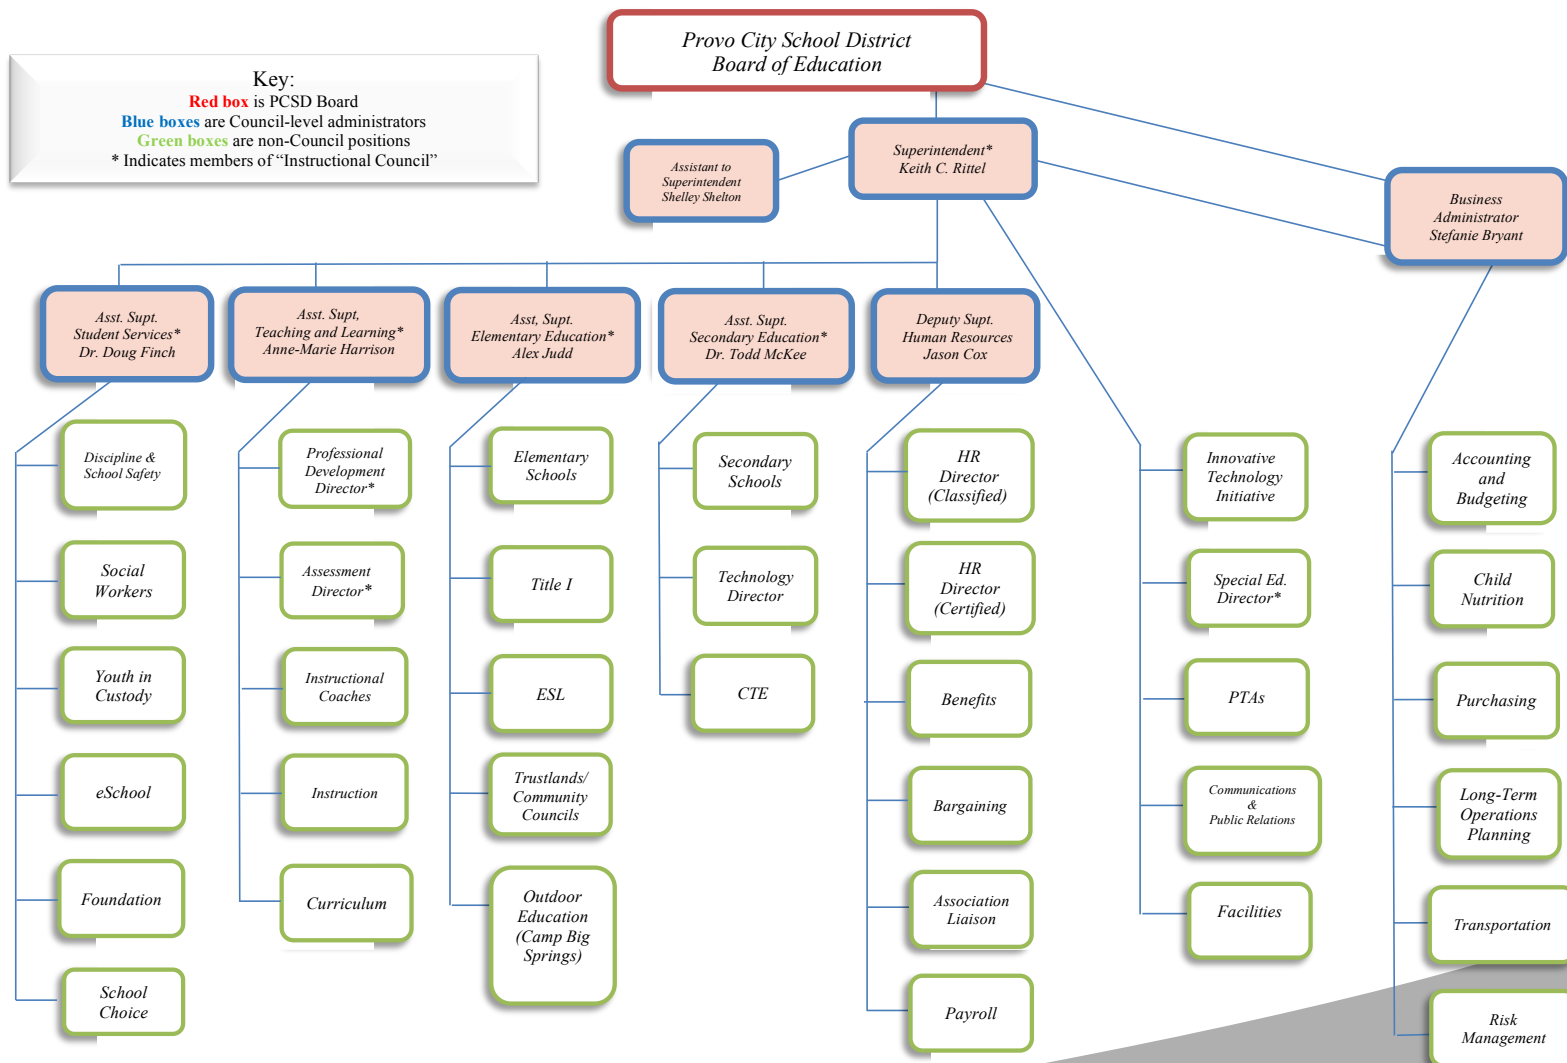 Provo City School District
Board of Education
Key:
Red box is PCSD Board
Blue boxes are Council-level administrators
Green boxes are non-Council positions
* Indicates members of “Instructional Council”
Superintendent*
Keith C. Rittel
Assistant to
Superintendent
Shelley Shelton
Business
Administrator
Stefanie Bryant
Asst. Supt.
Student Services*
Dr. Doug Finch
Asst. Supt,
Teaching and Learning*
Anne-Marie Harrison
Asst, Supt.
Elementary Education*
Alex Judd
Asst. Supt.
Secondary Education*
Dr. Todd McKee
Deputy Supt.
Human Resources
Jason Cox
Discipline &
School Safety
Social
Workers
Youth in
Custody
eSchool
Foundation
School
Choice
Professional
Development
Director*
Assessment
Director*
Instructional
Coaches
Instruction
Curriculum
Elementary
Schools
Title I
ESL
Trustlands/
Community
Councils
Outdoor
Education
(Camp Big
Springs)
Secondary
Schools
Technology
Director
CTE
HR
Director
(Classified)
HR
Director
(Certified)
Benefits
Bargaining
Association
Liaison
Payroll
Innovative
Technology
Initiative
Special Ed.
Director*
PTAs
Communications
&
Public Relations
Facilities
Accounting
and
Budgeting
Child
Nutrition
Purchasing
Long-Term
Operations
Planning
Transportation
Risk
Management